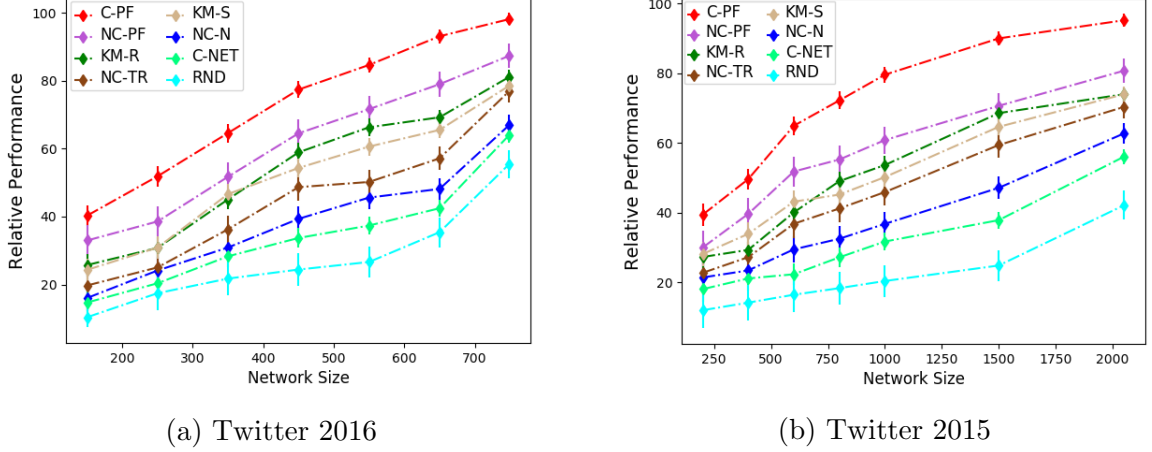 C-PF
NC-PF
KM-R
NC-TR
KM-S
NC-N
C-NET
RND
100
80
60
40
20
Relative Performance
200 300 400 500 600 700
Network Size
(a) Twitter 2016
C-PF
NC-PF
KM-R
NC-TR
KM-S
NC-N
C-NET
RND
100
80
60
40
20
Relative Performance
250 500 750 1000 1250 1500 1750 2000
Network Size
(b) Twitter 2015